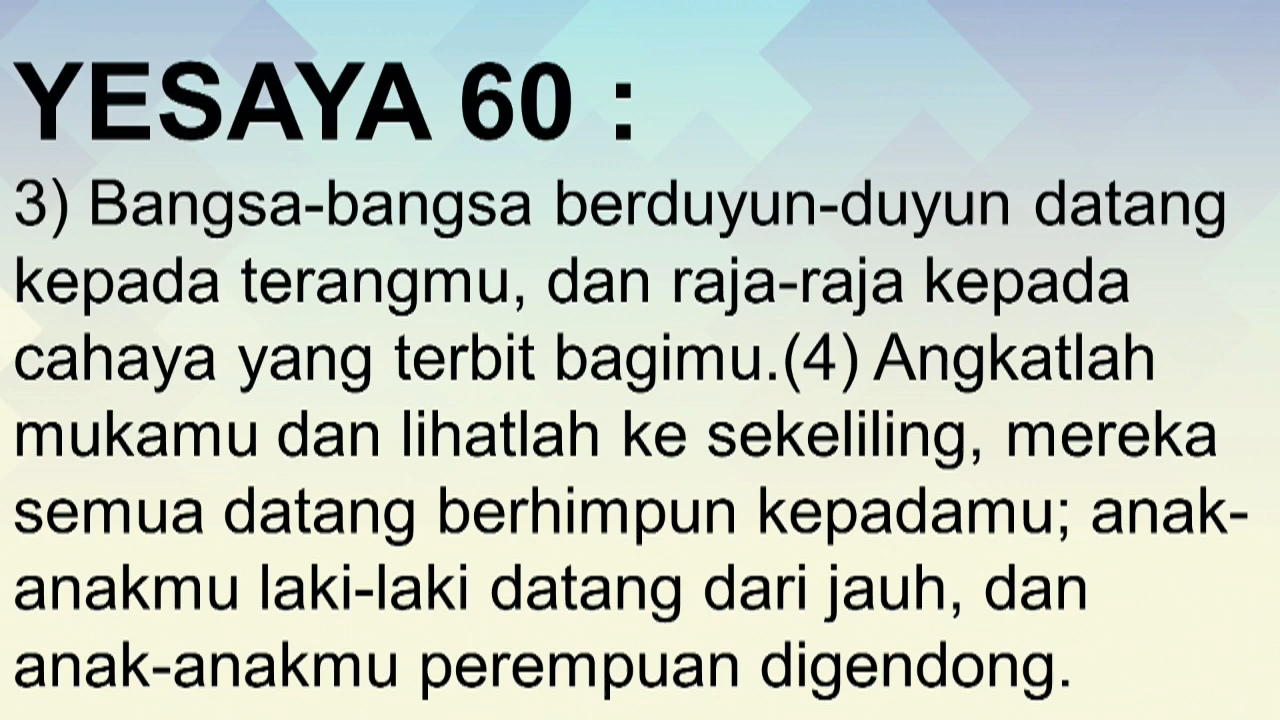 YESAYA 60 :
3) Bangsa-bangsa berduyun-duyun datang
kepada terangmu, dan raja-raja kepada
cahaya yang terbit bagimu.(4) Angkatlah
mukamu dan lihatlah ke sekeliling, mereka
semua datang berhimpun kepadamu; anak-
anakmu laki-laki datang dari jauh, dan
anak-anakmu perempuan digendong.